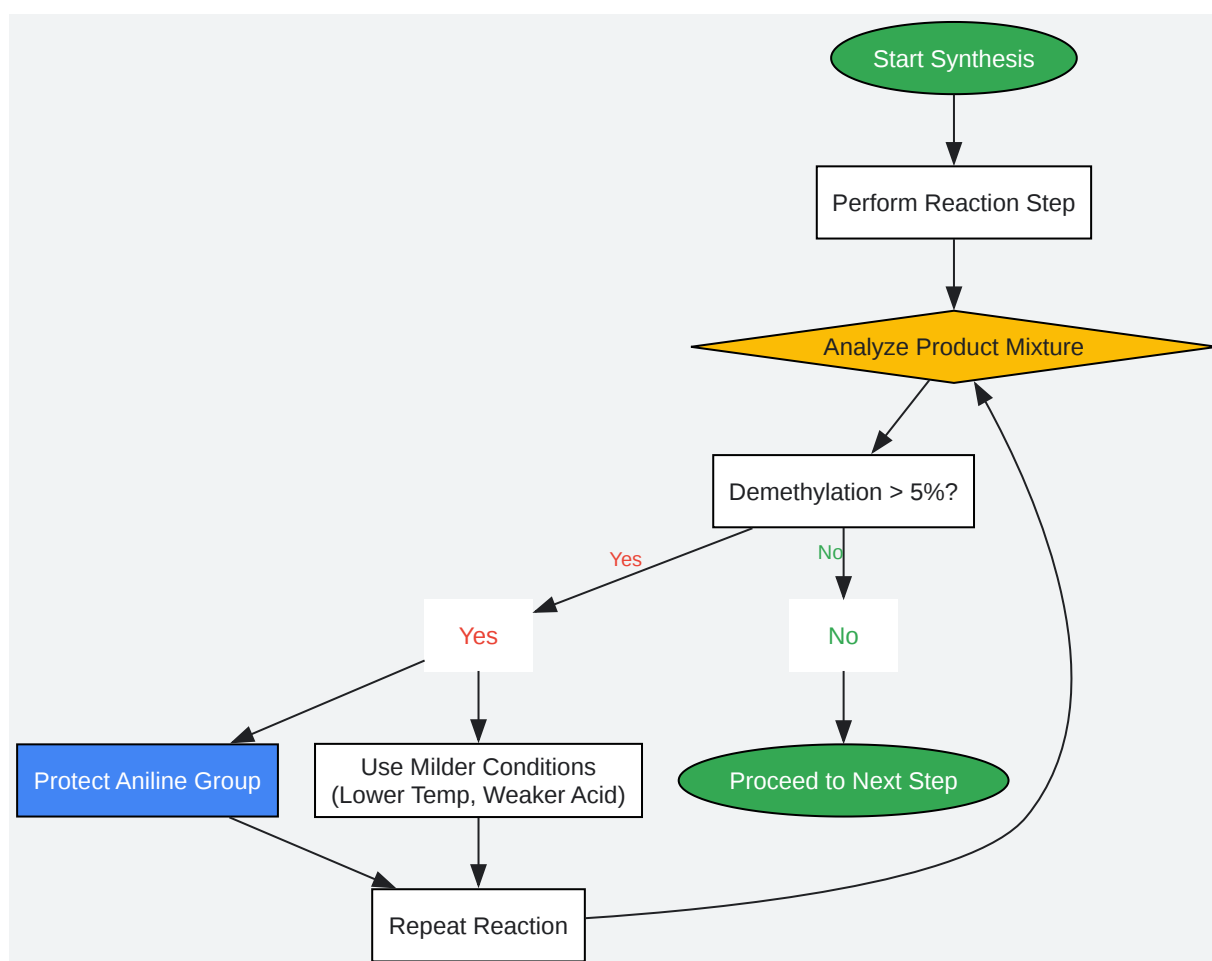 Start Synthesis
Perform Reaction Step
Analyze Product Mixture
Demethylation > 5%?
Yes
No
Yes
No
Protect Aniline Group
Use Milder Conditions
(Lower Temp, Weaker Acid)
Proceed to Next Step
Repeat Reaction